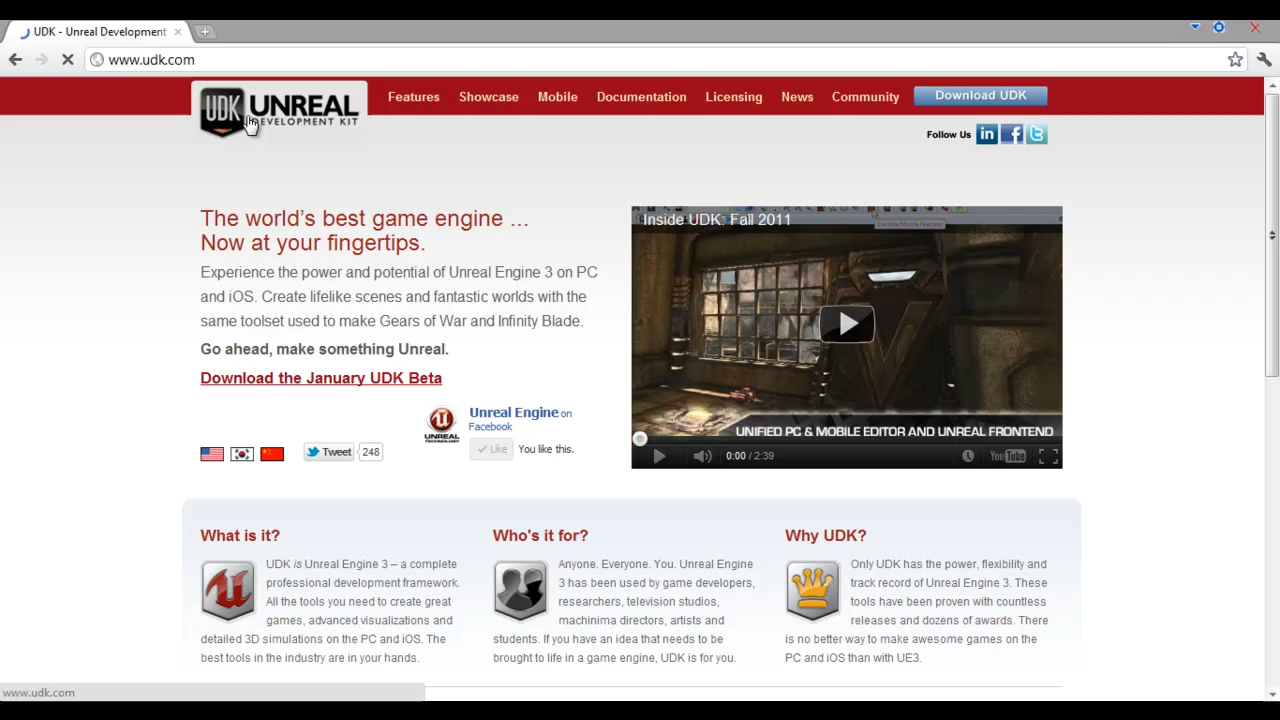 UDK - Unreal Development
www.udk.com
UDK UNREAL
DEVELOPMENT KIT
Features Showcase Mobile Documentation Licensing News Community Download UDK
Follow Us in f t
The world's best game engine ...
Now at your fingertips.
Experience the power and potential of Unreal Engine 3 on PC
and iOS. Create lifelike scenes and fantastic worlds with the
same toolset used to make Gears of War and Infinity Blade.
Go ahead, make something Unreal.
Download the January UDK Beta
UNREAL
TECHNOLOGY
Unreal Engine on
Facebook
Like You like this.
Tweet 248
Inside UDK: Fall 2011
UNIFIED PC & MOBILE EDITOR AND UNREAL FRONTEND
0:00 / 2:39 YouTube
What is it?
UDK is Unreal Engine 3 – a complete
professional development framework.
All the tools you need to create great
games, advanced visualizations and
detailed 3D simulations on the PC and iOS. The
best tools in the industry are in your hands.
Who's it for?
Anyone. Everyone. You. Unreal Engine
3 has been used by game developers,
researchers, television studios,
machinima directors, artists and
students. If you have an idea that needs to be
brought to life in a game engine, UDK is for you.
Why UDK?
Only UDK has the power, flexibility and
track record of Unreal Engine 3. These
tools have been proven with countless
releases and dozens of awards. There
is no better way to make awesome games on the
PC and iOS than with UE3.
www.udk.com